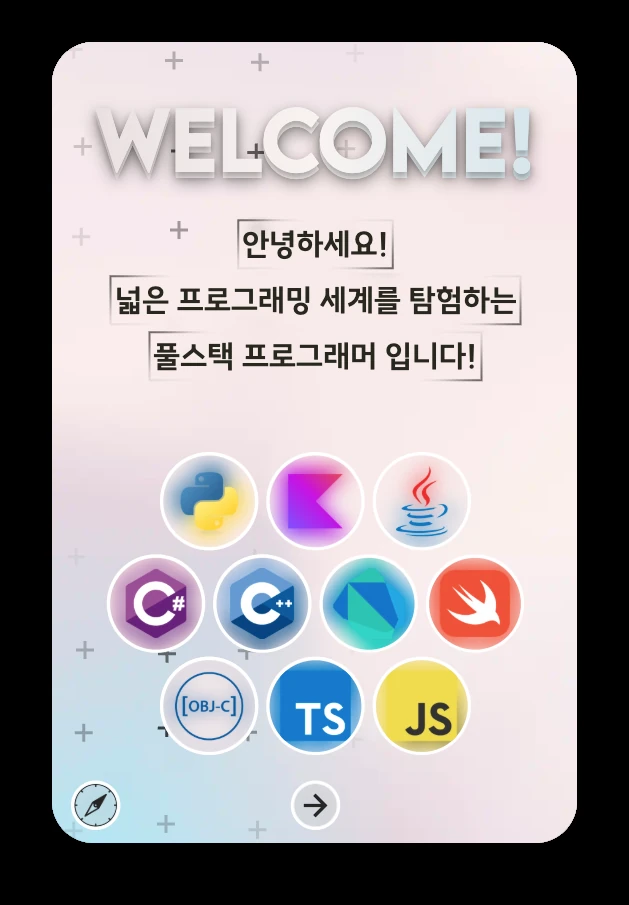 WELCOME!
안녕하세요!
넓은 프로그래밍 세계를 탐험하는
풀스택 프로그래머 입니다!
C#
C++
[OBJ-C]
TS
JS